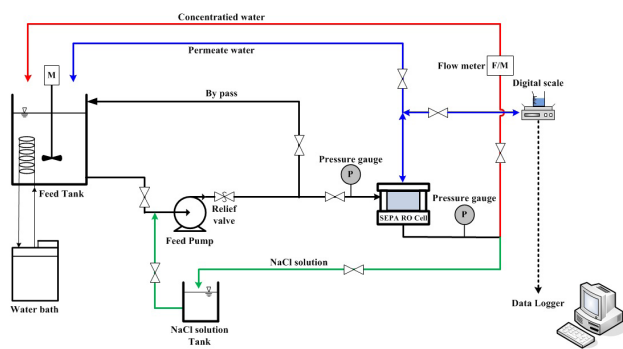 Concentratied water
Permeate water
Flow meter
F/M
Digital scale
M
By pass
Pressure gauge
P
Feed Tank
Relief
valve
SEPA RO Cell
Pressure gauge
P
Feed Pump
NaCl solution
Water bath
NaCl solution
Tank
Data Logger